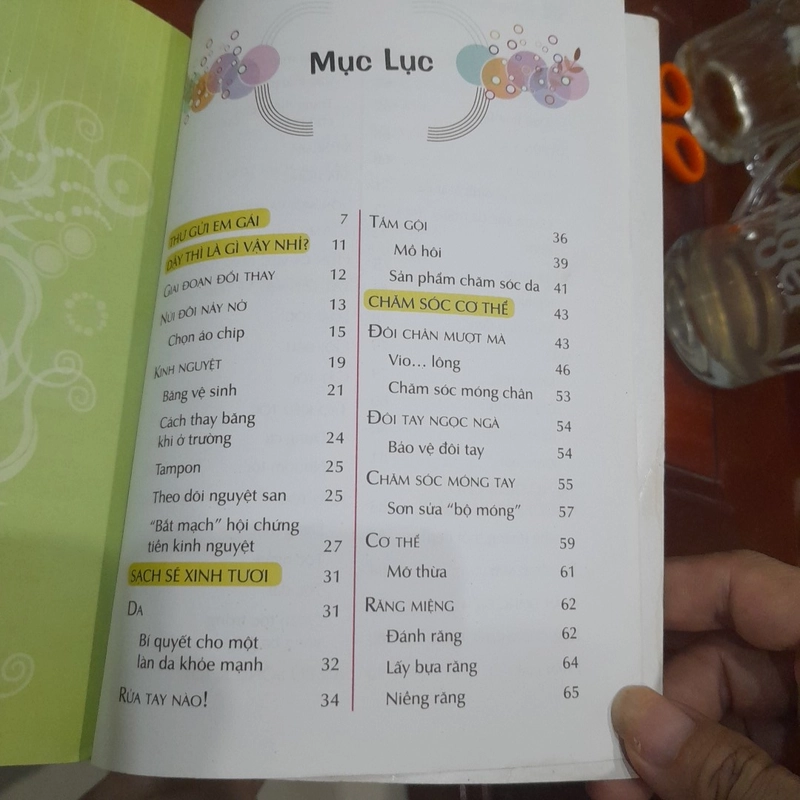 Mục Lục
THƯ GỬI EM GÁI 7
DẬY THÌ LÀ GÌ VẬY NHỈ? 11
GIAI ĐOẠN ĐỔI THAY 12
NÚI ĐÔI NẢY NỞ 13
Chọn áo chip 15
KINH NGUYỆT 19
Băng vệ sinh 21
Cách thay băng
khi ở trường 24
Tampon 25
Theo dõi nguyệt san 25
"Bắt mạch" hội chứng
tiền kinh nguyệt 27
SẠCH SẼ XINH TƯƠI 31
DA 31
Bí quyết cho một
làn da khỏe mạnh 32
RỬA TAY NÀO! 34
TẮM GỘI 36
Mồ hôi 39
Sản phẩm chăm sóc da 41
CHĂM SÓC CƠ THỂ 43
ĐÔI CHÂN MƯỢT MÀ 43
Vio... lông 46
Chăm sóc móng chân 53
ĐÔI TAY NGỌC NGÀ 54
Bảo vệ đôi tay 54
CHĂM SÓC MÓNG TAY 55
Sơn sửa "bộ móng" 57
CƠ THỂ 59
Mỡ thừa 61
RĂNG MIỆNG 62
Đánh răng 62
Lấy bựa răng 64
Niềng răng 65